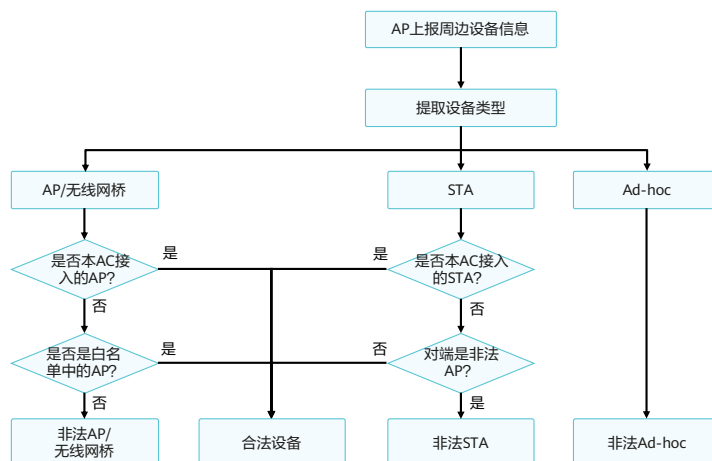 AP上报周边设备信息
提取设备类型
AP/无线网桥
STA
Ad-hoc
是否本AC接
入的AP?
是
是
是否本AC接入
的STA?
否
否
是否是白名
单中的AP?
是
否
对端是非法
AP?
否
是
非法AP/
无线网桥
合法设备
非法STA
非法Ad-hoc